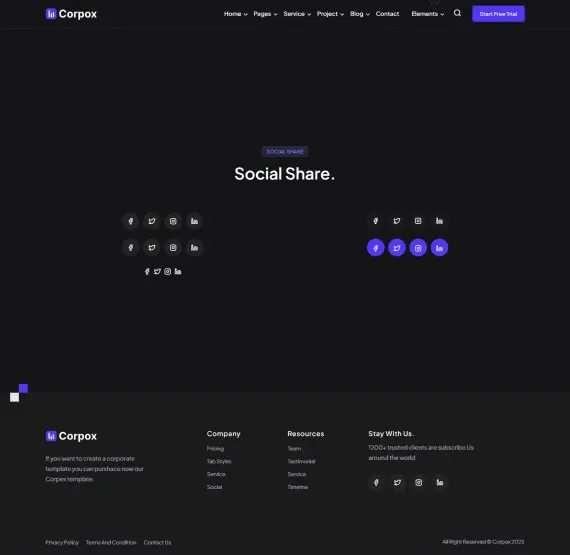 Corpox
Home Pages Service Project Blog Contact Elements Start Free Trial
SOCIAL SHARE
Social Share.
Corpox
If you want to create a corporate
template you can purshace now our
Corpex template.
Company
Pricing
Tab Styles
Service
Social
Resources
Team
Testimonial
Service
Timeline
Stay With Us.
1200+ trusted clients are subscribe Us
around the world
Privacy Policy Terms And Condition Contact Us
All Right Reserved © Corpox 2025